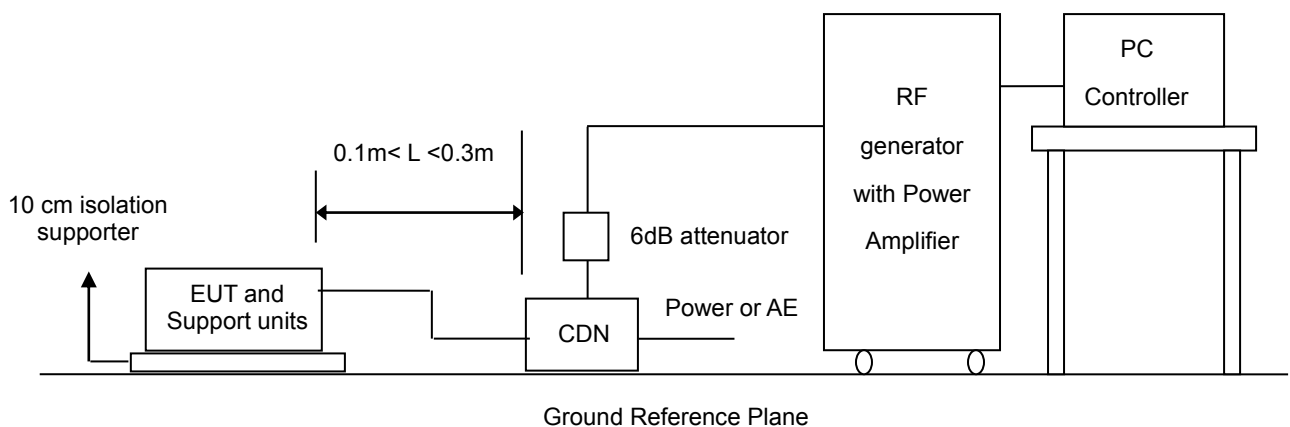 PC
Controller
RF
generator
with Power
Amplifier
0.1m< L <0.3m
10 cm isolation
supporter
6dB attenuator
EUT and
Support units
CDN
Power or AE
Ground Reference Plane